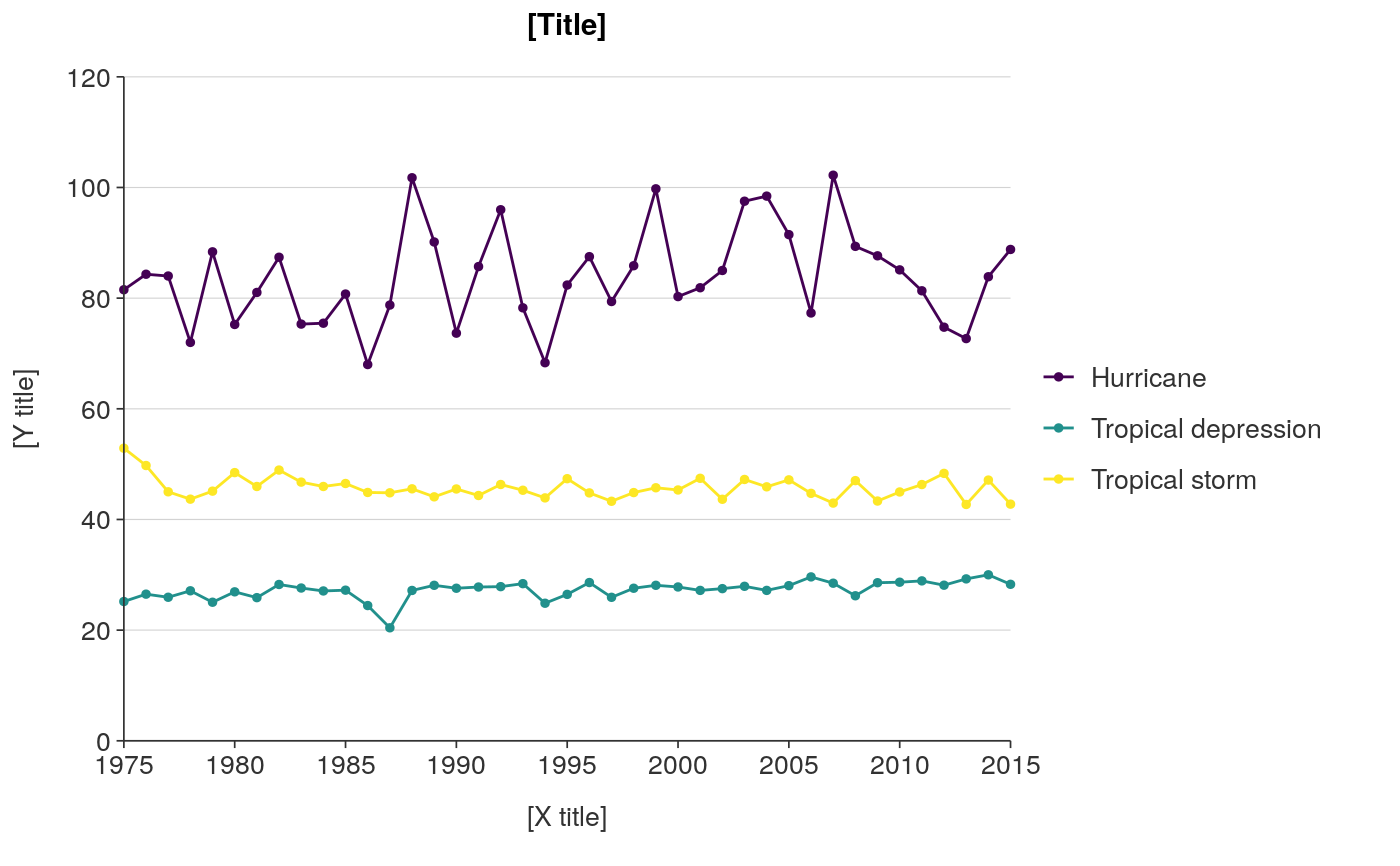 [Title]
120
100
80
60
40
20
0
[Y title]
1975 1980 1985 1990 1995 2000 2005 2010 2015
[X title]
Hurricane
Tropical depression
Tropical storm